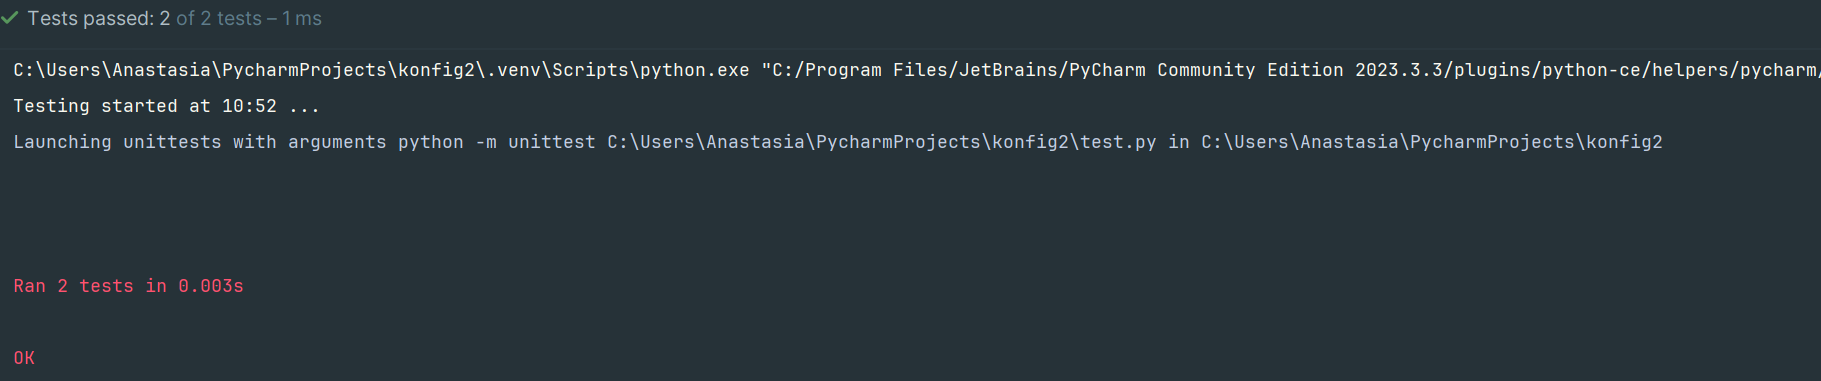 Tests passed: 2 of 2 tests – 1 ms
C:\Users\Anastasia\PycharmProjects\konfig2\.venv\Scripts\python.exe "C:/Program Files/JetBrains/PyCharm Community Edition 2023.3.3/plugins/python-ce/helpers/pycharm/
Testing started at 10:52 ...
Launching unittests with arguments python -m unittest C:\Users\Anastasia\PycharmProjects\konfig2\test.py in C:\Users\Anastasia\PycharmProjects\konfig2
Ran 2 tests in 0.003s
OK